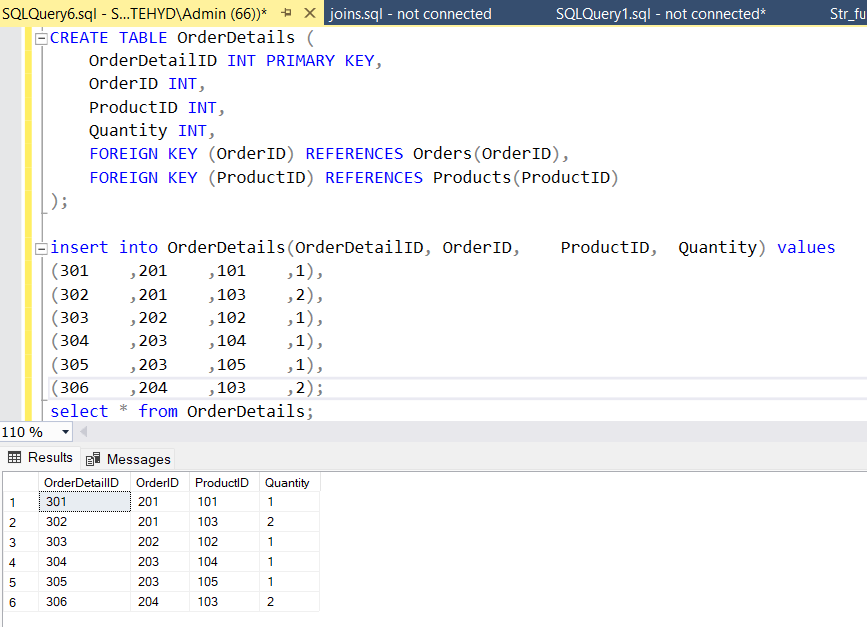 SQLQuery6.sql - S...TEHYD\Admin (66))* joins.sql - not connected SQLQuery1.sql - not connected* Str_fu
CREATE TABLE OrderDetails (
OrderDetailID INT PRIMARY KEY,
OrderID INT,
ProductID INT,
Quantity INT,
FOREIGN KEY (OrderID) REFERENCES Orders(OrderID),
FOREIGN KEY (ProductID) REFERENCES Products(ProductID)
);
insert into OrderDetails(OrderDetailID, OrderID, ProductID, Quantity) values
(301 ,201 ,101 ,1),
(302 ,201 ,103 ,2),
(303 ,202 ,102 ,1),
(304 ,203 ,104 ,1),
(305 ,203 ,105 ,1),
(306 ,204 ,103 ,2);
select * from OrderDetails;
110 %
Results Messages
OrderDetailID OrderID ProductID Quantity
1 301 201 101 1
2 302 201 103 2
3 303 202 102 1
4 304 203 104 1
5 305 203 105 1
6 306 204 103 2